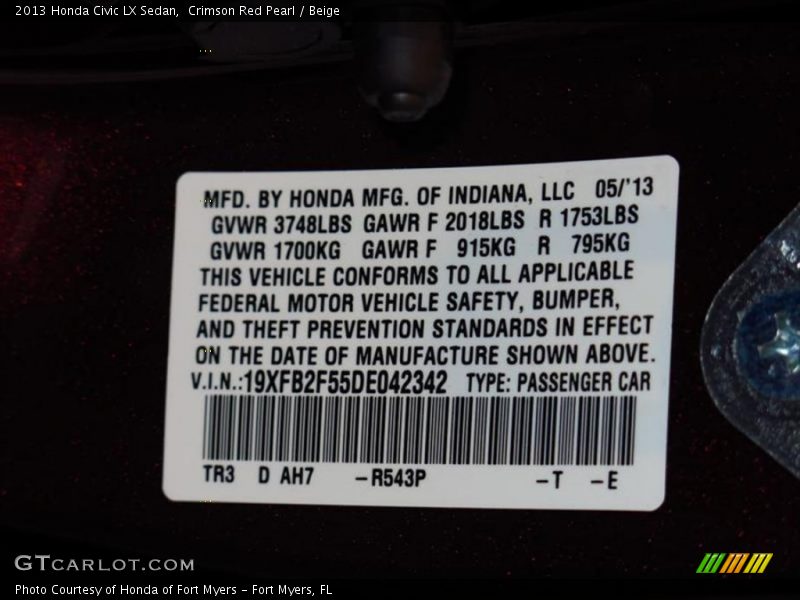 2013 Honda Civic LX Sedan,  Crimson Red Pearl / Beige
MFD. BY HONDA MFG. OF INDIANA, LLC 05/'13
GVWR 3748LBS GAWR F 2018LBS R 1753LBS
GVWR 1700KG GAWR F 915KG R 795KG
THIS VEHICLE CONFORMS TO ALL APPLICABLE
FEDERAL MOTOR VEHICLE SAFETY, BUMPER,
AND THEFT PREVENTION STANDARDS IN EFFECT
ON THE DATE OF MANUFACTURE SHOWN ABOVE.
V.I.N.:19XFB2F55DE042342 TYPE: PASSENGER CAR
TR3 D AH7 –R543P –T –E
GTCARLOT.COM
Photo Courtesy of Honda of Fort Myers – Fort Myers, FL